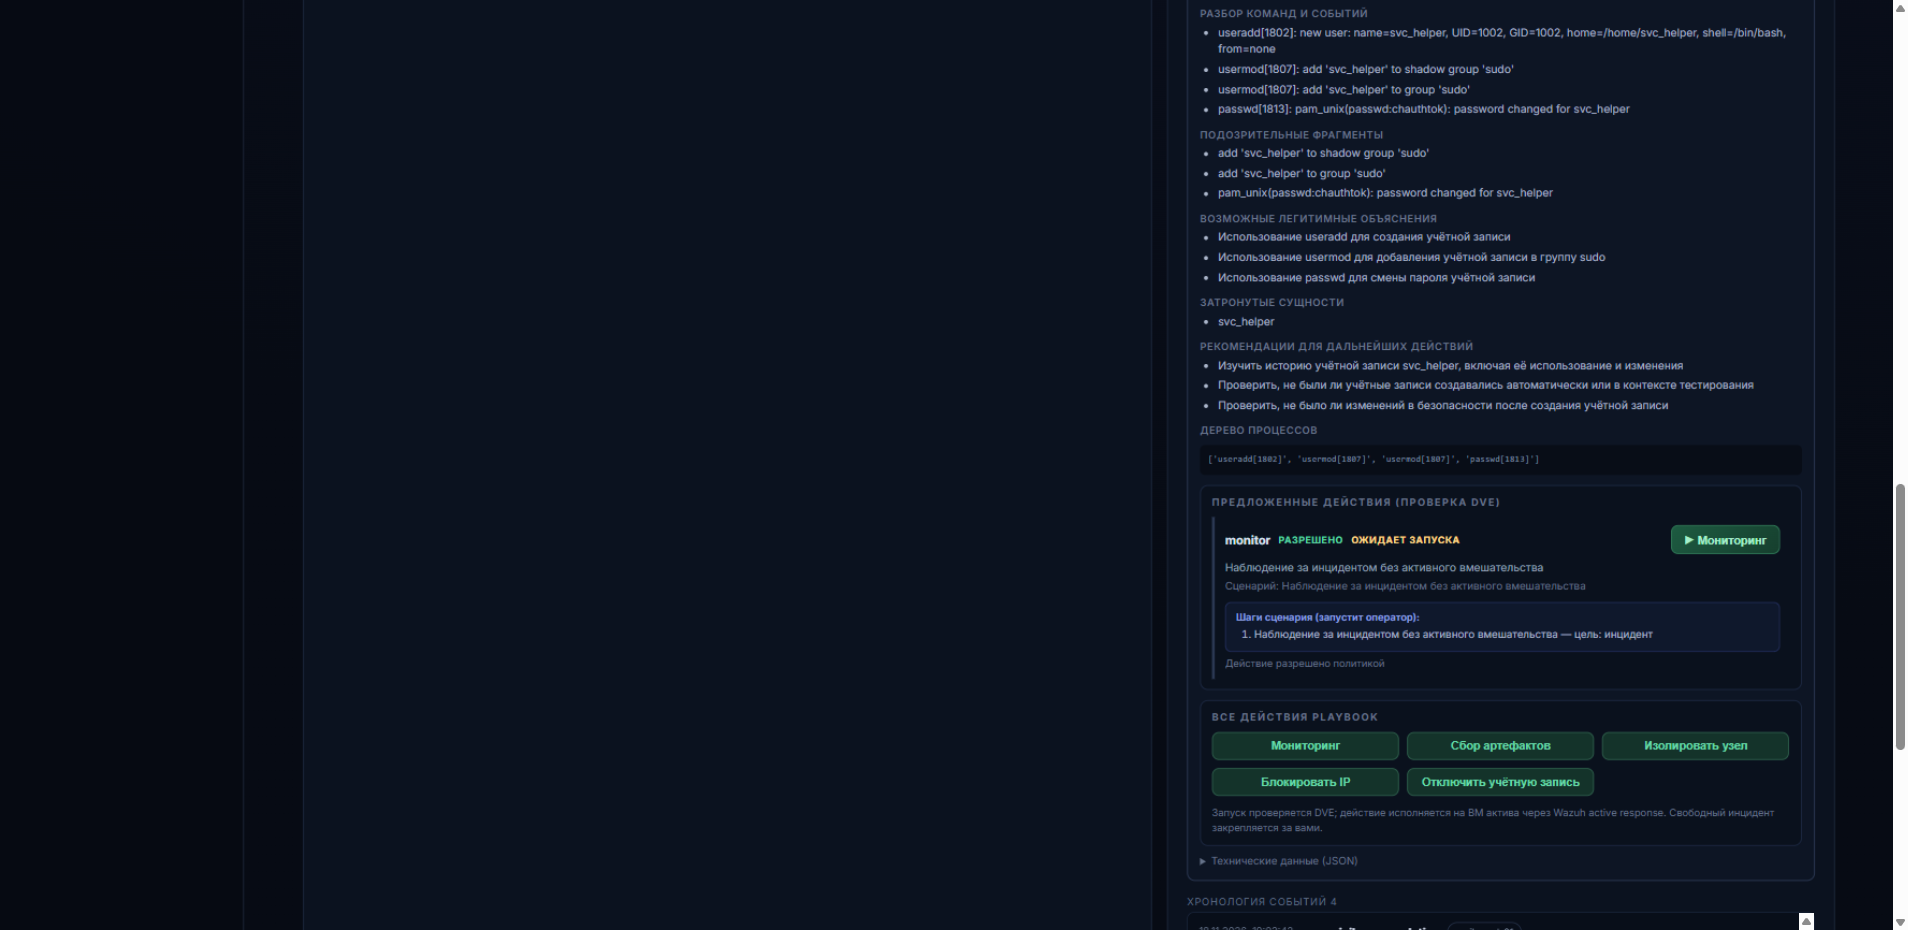 РАЗБОР КОМАНД И СОБЫТИЙ
useradd[1802]: new user: name=svc_helper, UID=1002, GID=1002, home=/home/svc_helper, shell=/bin/bash,
from=none
usermod[1807]: add 'svc_helper' to shadow group 'sudo'
usermod[1807]: add 'svc_helper' to group 'sudo'
passwd[1813]: pam_unix(passwd:chauthtok): password changed for svc_helper
ПОДОЗРИТЕЛЬНЫЕ ФРАГМЕНТЫ
add 'svc_helper' to shadow group 'sudo'
add 'svc_helper' to group 'sudo'
pam_unix(passwd:chauthtok): password changed for svc_helper
ВОЗМОЖНЫЕ ЛЕГИТИМНЫЕ ОБЪЯСНЕНИЯ
Использование useradd для создания учётной записи
Использование usermod для добавления учётной записи в группу sudo
Использование passwd для смены пароля учётной записи
ЗАТРОНУТЫЕ СУЩНОСТИ
svc_helper
РЕКОМЕНДАЦИИ ДЛЯ ДАЛЬНЕЙШИХ ДЕЙСТВИЙ
Изучить историю учётной записи svc_helper, включая её использование и изменения
Проверить, не были ли учётные записи создавались автоматически или в контексте тестирования
Проверить, не было ли изменений в безопасности после создания учётной записи
ДЕРЕВО ПРОЦЕССОВ
['useradd[1802]', 'usermod[1807]', 'usermod[1807]', 'passwd[1813]']
ПРЕДЛОЖЕННЫЕ ДЕЙСТВИЯ (ПРОВЕРКА DVE)
monitor РАЗРЕШЕНО ОЖИДАЕТ ЗАПУСКА
▶ Мониторинг
Наблюдение за инцидентом без активного вмешательства
Сценарий: Наблюдение за инцидентом без активного вмешательства
Шаги сценария (запустит оператор):
1. Наблюдение за инцидентом без активного вмешательства — цель: инцидент
Действие разрешено политикой
ВСЕ ДЕЙСТВИЯ PLAYBOOK
Мониторинг
Сбор артефактов
Изолировать узел
Блокировать IP
Отключить учётную запись
Запуск проверяется DVE; действие исполняется на ВМ актива через Wazuh active response. Свободный инцидент
закрепляется за вами.
▶ Технические данные (JSON)
ХРОНОЛОГИЯ СОБЫТИЙ 4